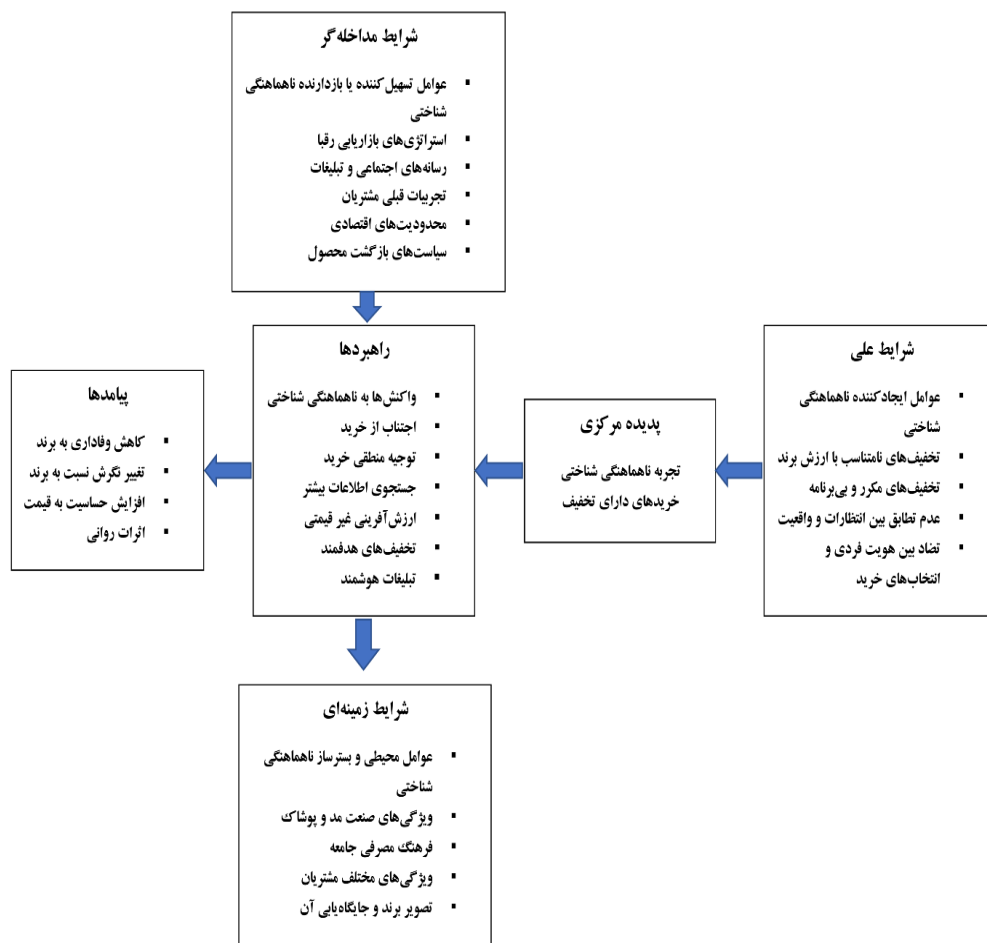 شرایط مداخله‌گر
▪ عوامل تسهیل‌کننده یا بازدارنده ناهماهنگی
شناختی
▪ استراتژی‌های بازاریابی رقبا
▪ رسانه‌های اجتماعی و تبلیغات
▪ تجربیات قبلی مشتریان
▪ محدودیت‌های اقتصادی
▪ سیاست‌های بازگشت محصول
شرایط علی
▪ عوامل ایجادکننده ناهماهنگی
شناختی
▪ تخفیف‌های نامتناسب با ارزش برند
▪ تخفیف‌های مکرر و بی‌برنامه
▪ عدم تطابق بین انتظارات و واقعیت
▪ تضاد بین هویت فردی و
انتخاب‌های خرید
پدیده مرکزی
تجربه ناهماهنگی شناختی
خریدهای دارای تخفیف
راهبردها
▪ واکنش‌ها به ناهماهنگی شناختی
▪ اجتناب از خرید
▪ توجیه منطقی خرید
▪ جستجوی اطلاعات بیشتر
▪ ارزش‌آفرینی غیر قیمتی
▪ تخفیف‌های هدفمند
▪ تبلیغات هوشمند
پیامدها
▪ کاهش وفاداری به برند
▪ تغییر نگرش نسبت به برند
▪ افزایش حساسیت به قیمت
▪ اثرات روانی
شرایط زمینه‌ای
▪ عوامل محیطی و بسترساز ناهماهنگی
شناختی
▪ ویژگی‌های صنعت مد و پوشاک
▪ فرهنگ مصرفی جامعه
▪ ویژگی‌های مختلف مشتریان
▪ تصویر برند و جایگاه‌یابی آن